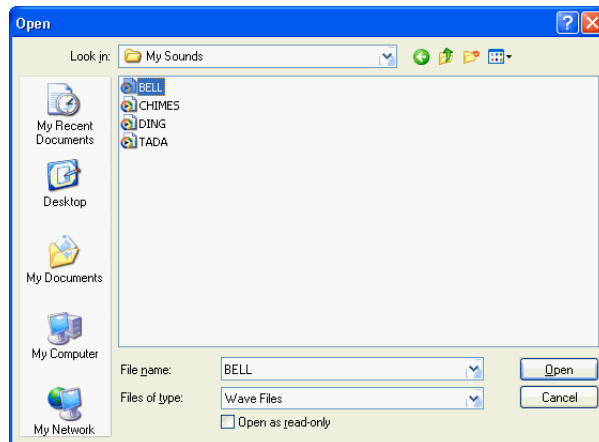 Open
Look in: My Sounds
My Recent
Documents
Desktop
My Documents
My Computer
My Network
BELL
CHIMES
DING
TADA
File name: BELL Open
Files of type: Wave Files Cancel
Open as read-only